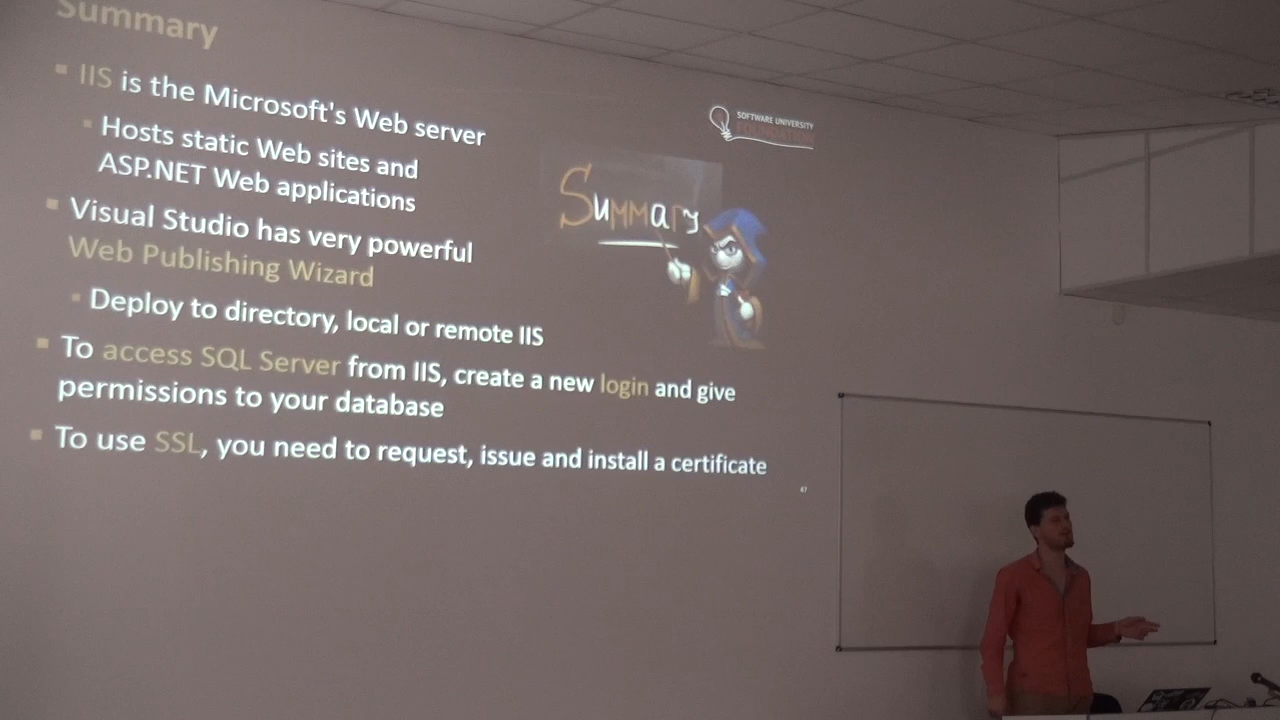 Summary
IIS is the Microsoft's Web server
Hosts static Web sites and
ASP.NET Web applications
Visual Studio has very powerful
Web Publishing Wizard
Deploy to directory, local or remote IIS
To access SQL Server from IIS, create a new login and give
permissions to your database
To use SSL, you need to request, issue and install a certificate
SOFTWARE UNIVERSITY
FOUNDATION
Summary
47